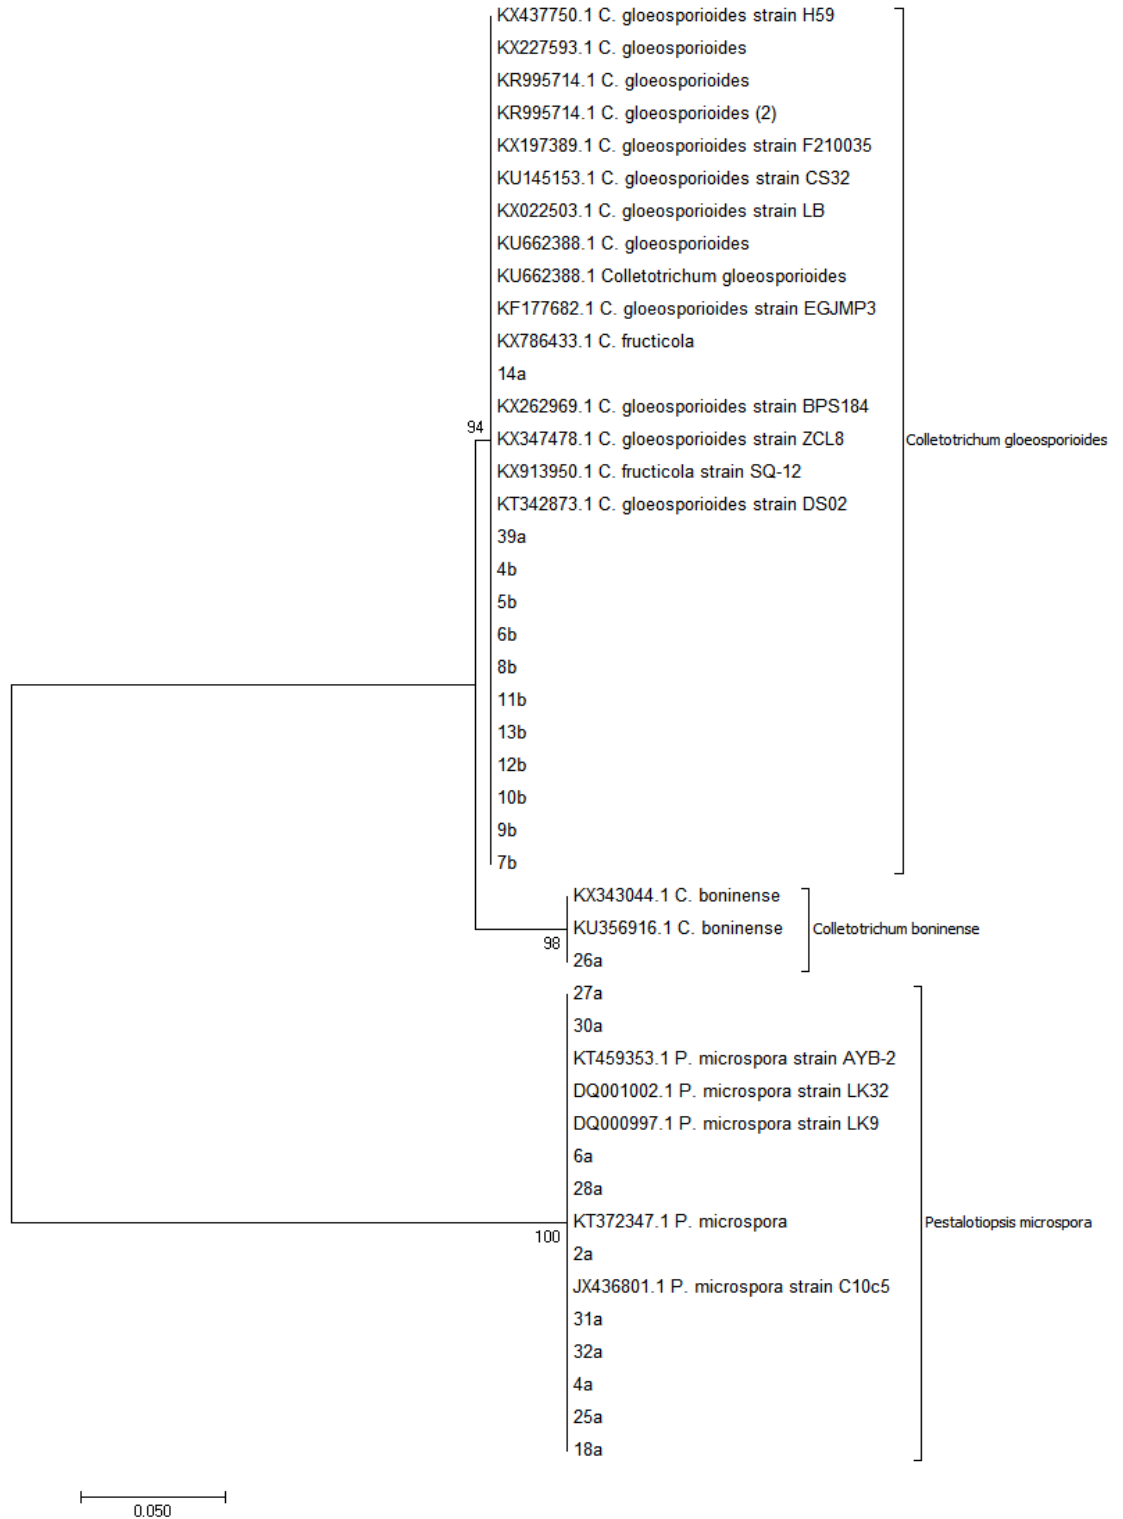 KX437750.1 C. gloeosporioides strain H59
KX227593.1 C. gloeosporioides
KR995714.1 C. gloeosporioides
KR995714.1 C. gloeosporioides (2)
KX197389.1 C. gloeosporioides strain F210035
KU145153.1 C. gloeosporioides strain CS32
KX022503.1 C. gloeosporioides strain LB
KU662388.1 C. gloeosporioides
KU662388.1 Colletotrichum gloeosporioides
KF177682.1 C. gloeosporioides strain EGJMP3
KX786433.1 C. fructicola
14a
KX262969.1 C. gloeosporioides strain BPS184
94
KX347478.1 C. gloeosporioides strain ZCL8
Colletotrichum gloeosporioides
KX913950.1 C. fructicola strain SQ-12
KT342873.1 C. gloeosporioides strain DS02
39a
4b
5b
6b
8b
11b
13b
12b
10b
9b
7b
KX343044.1 C. boninense
KU356916.1 C. boninense
Colletotrichum boninense
98
26a
27a
30a
KT459353.1 P. microspora strain AYB-2
DQ001002.1 P. microspora strain LK32
DQ000997.1 P. microspora strain LK9
6a
28a
KT372347.1 P. microspora
Pestalotiopsis microspora
100
2a
JX436801.1 P. microspora strain C10c5
31a
32a
4a
25a
18a
0.050